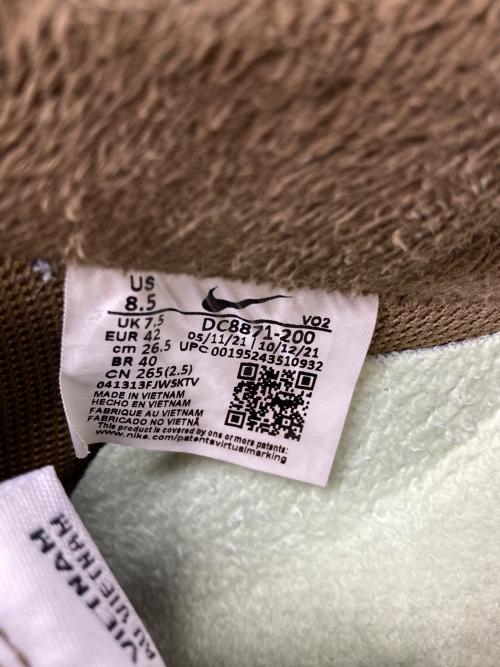 US
8.5
VO2
UK 7.5
DC8871-200
EUR 42
05/11/21 10/12/21
cm 26.5
UPC 00195243510932
BR 40
CN 265(2.5)
041313FJWSKTV
MADE IN VIETNAM
HECHO EN VIETNAM
FABRIQUE AU VIETNAM
FABRICADO NO VIETNÃ
This product is covered by one or more patents:
www.nike.com/patentsvirtualmarking
VIETNAM
AU VIETNAM
VIETNAM